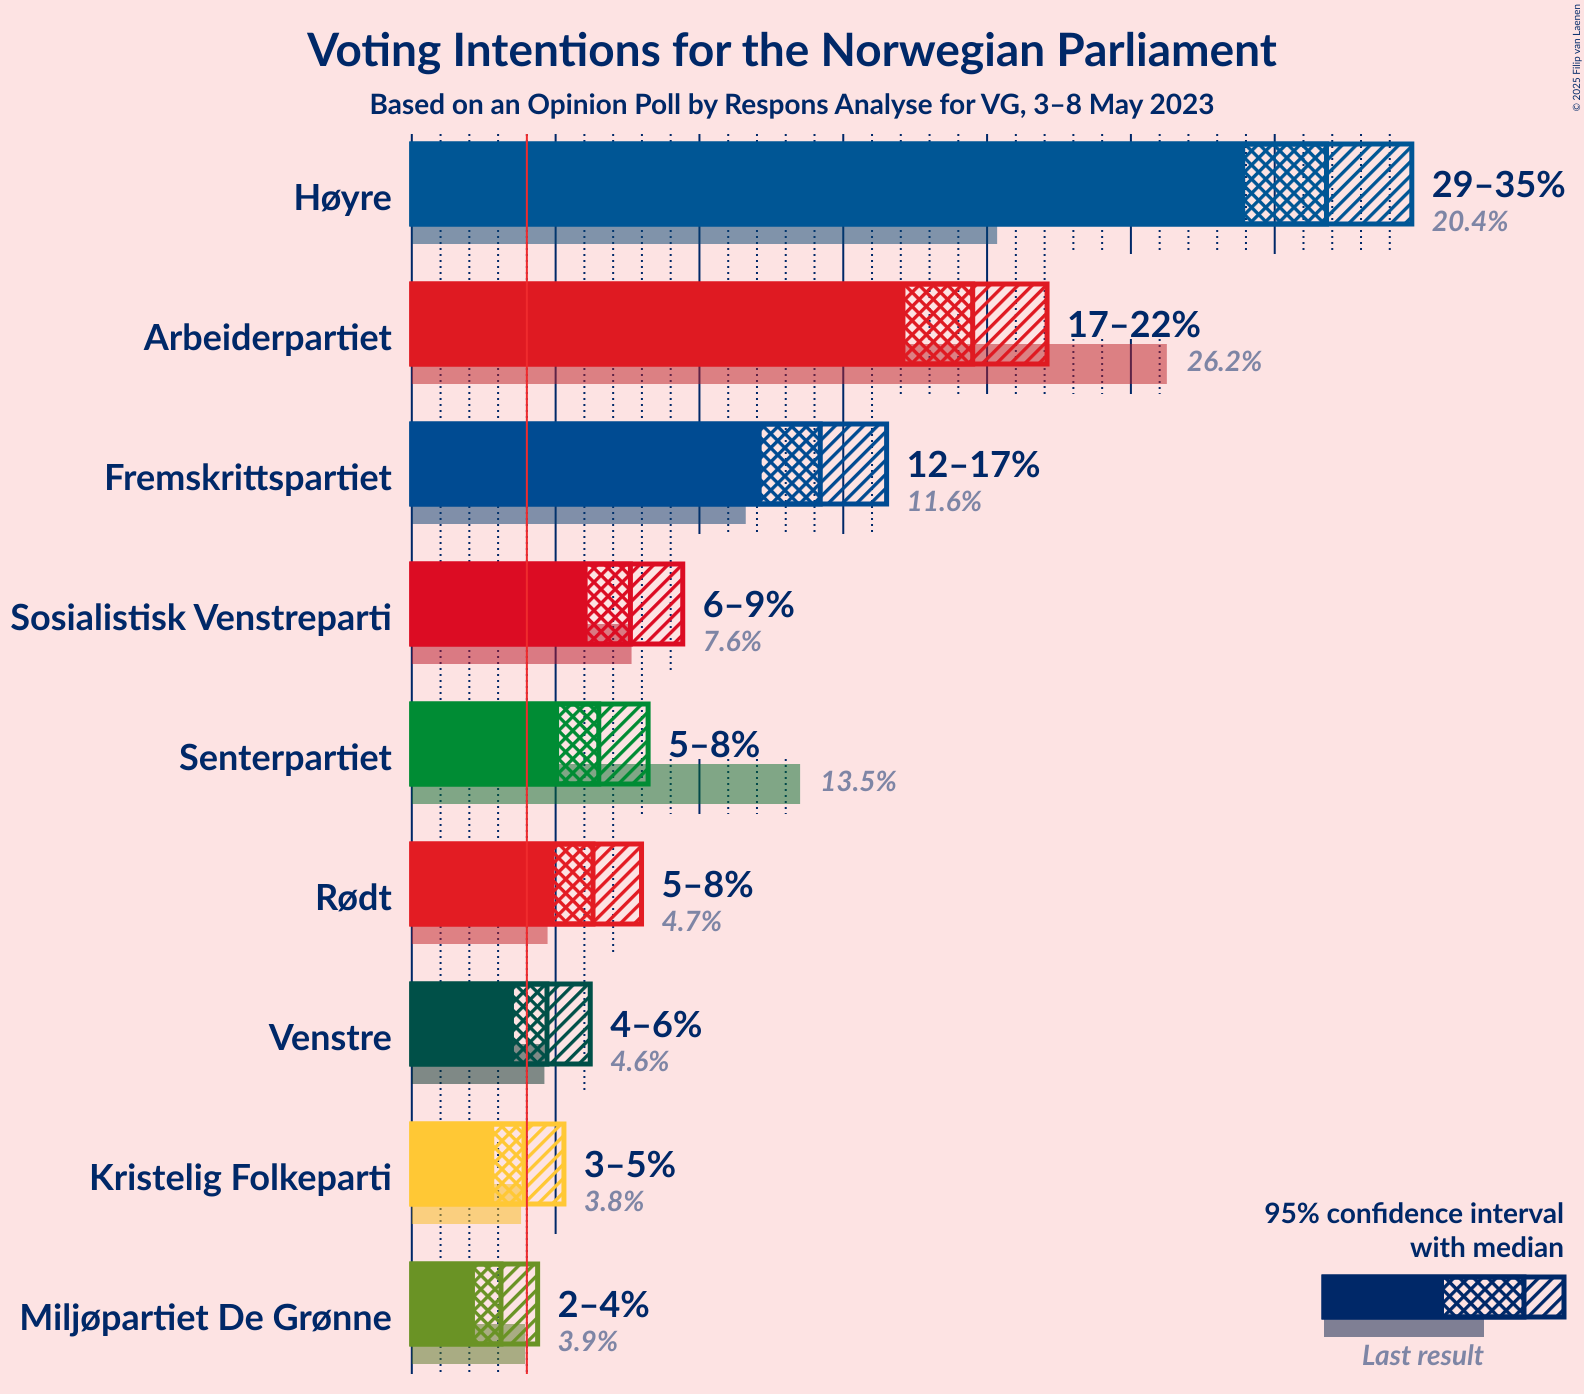 Voting Intentions for the Norwegian Parliament
Based on an Opinion Poll by Respons Analyse for VG, 3–8 May 2023
© 2025 Filip van Laenen
Høyre
29–35%
20.4%
Arbeiderpartiet
17–22%
26.2%
Fremskrittspartiet
12–17%
11.6%
Sosialistisk Venstreparti
6–9%
7.6%
Senterpartiet
5–8%
13.5%
Rødt
5–8%
4.7%
Venstre
4–6%
4.6%
Kristelig Folkeparti
3–5%
3.8%
Miljøpartiet De Grønne
2–4%
3.9%
95% confidence interval
with median
Last result